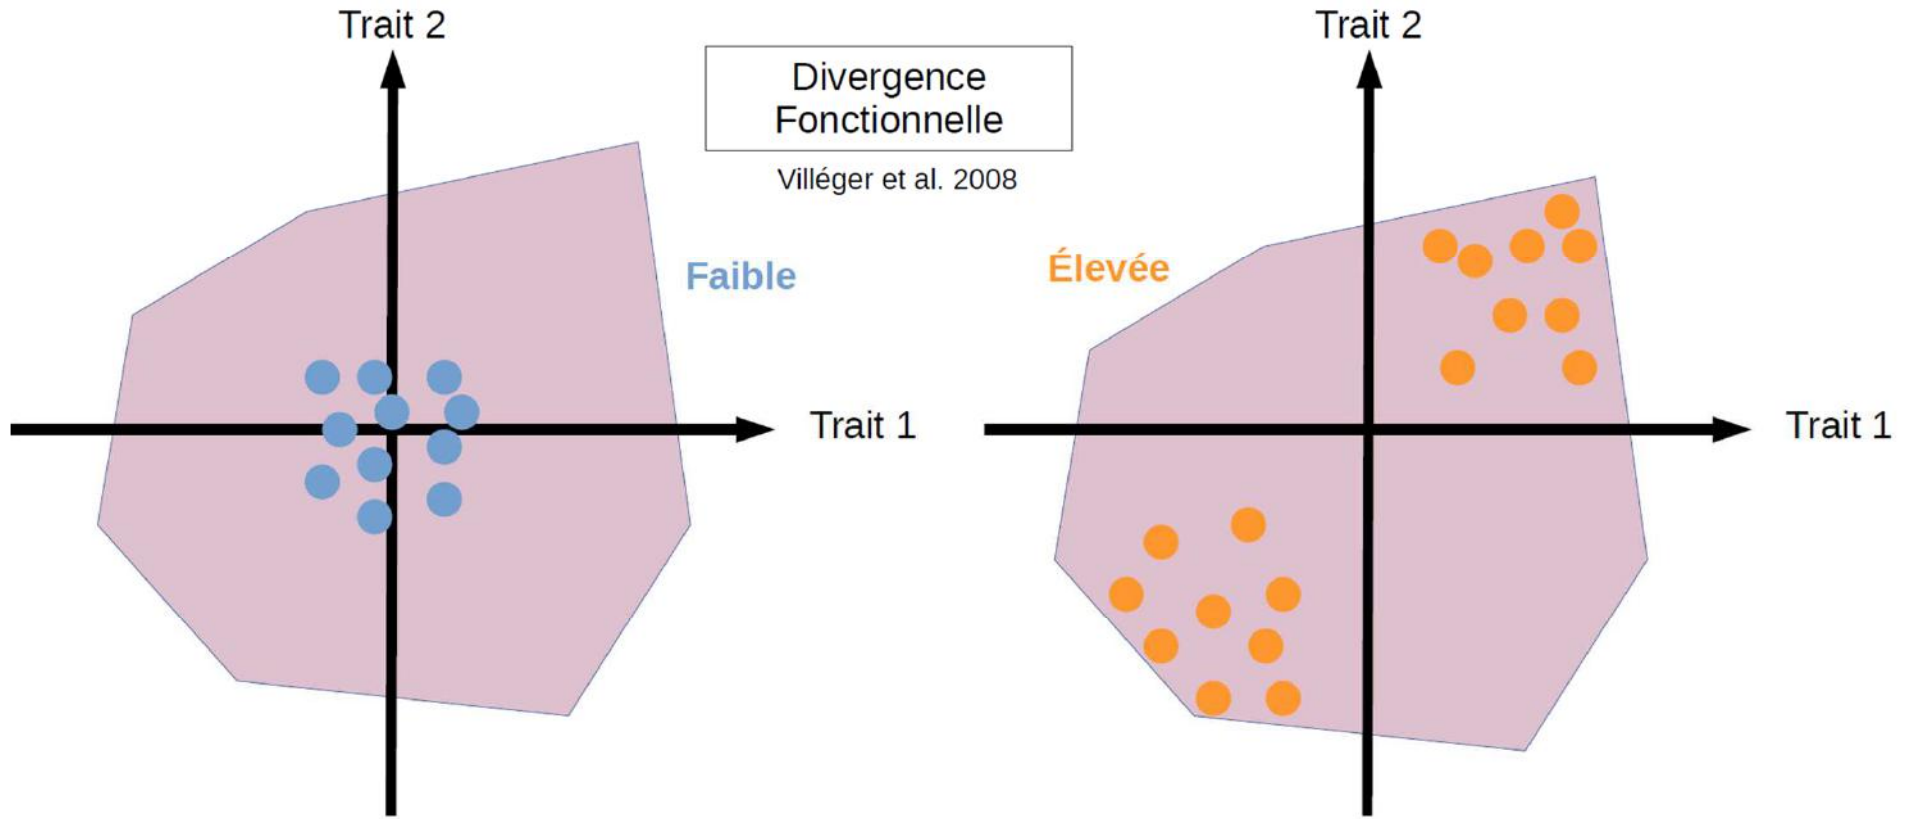 Trait 2
Divergence
Fonctionnelle
Villéger et al. 2008
Faible
Trait 1
Trait 2
Élevée
Trait 1